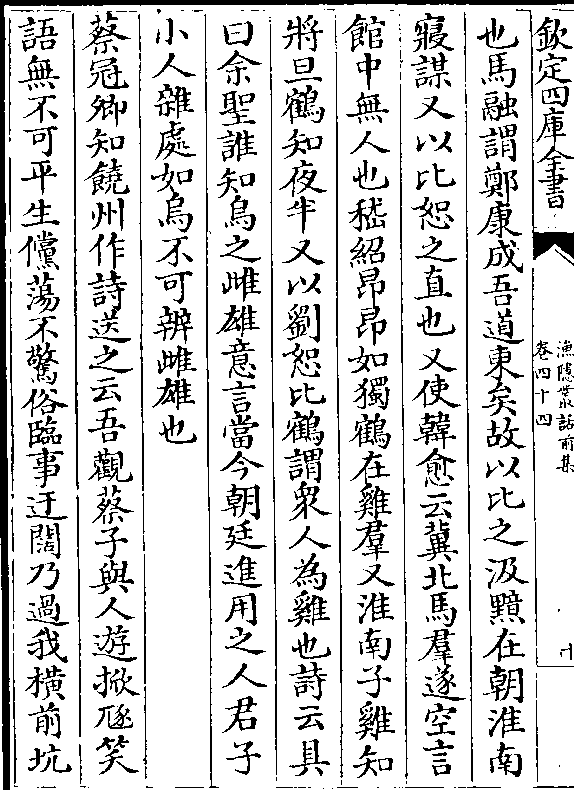 欽定四庫全書
漁隱叢話前集
卷四十四
十
也馬融謂鄭康成吾道東矣故以比之汲黯在朝淮南
寢謀又以比恕之直也又使韓愈云冀北馬羣遂空言
館中無人也嵇紹昂昂如獨鶴在雞羣又淮南子雞知
將旦鶴知夜半又以劉恕比鶴謂衆人為雞也詩云具
曰余聖誰知烏之雌雄意言當今朝廷進用之人君子
小人雜處如烏不可辨雌雄也
蔡冠卿知饒州作詩送之云吾觀蔡子與人遊掀豗笑
語無不可平生儻蕩不驚俗臨事迂闊乃過我橫前坑